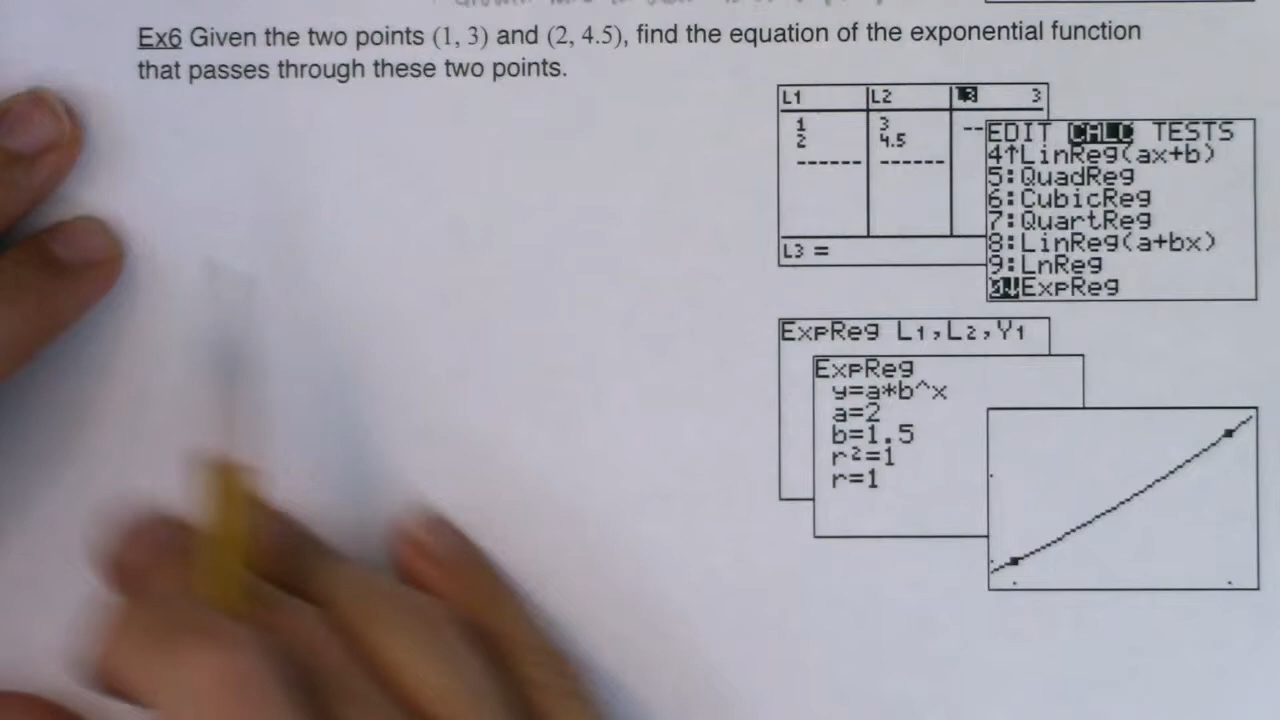 Ex6 Given the two points (1, 3) and (2, 4.5), find the equation of the exponential function
that passes through these two points.
L1 L2 L3 3
1 3 --
2 4.5
------ ------
L3 =
EDIT CALC TESTS
4↑LinReg(ax+b)
5:QuadReg
6:CubicReg
7:QuartReg
8:LinReg(a+bx)
9:LnReg
0↓ExpReg
ExpReg L1,L2,Y1
ExpReg
y=a*b^x
a=2
b=1.5
r²=1
r=1